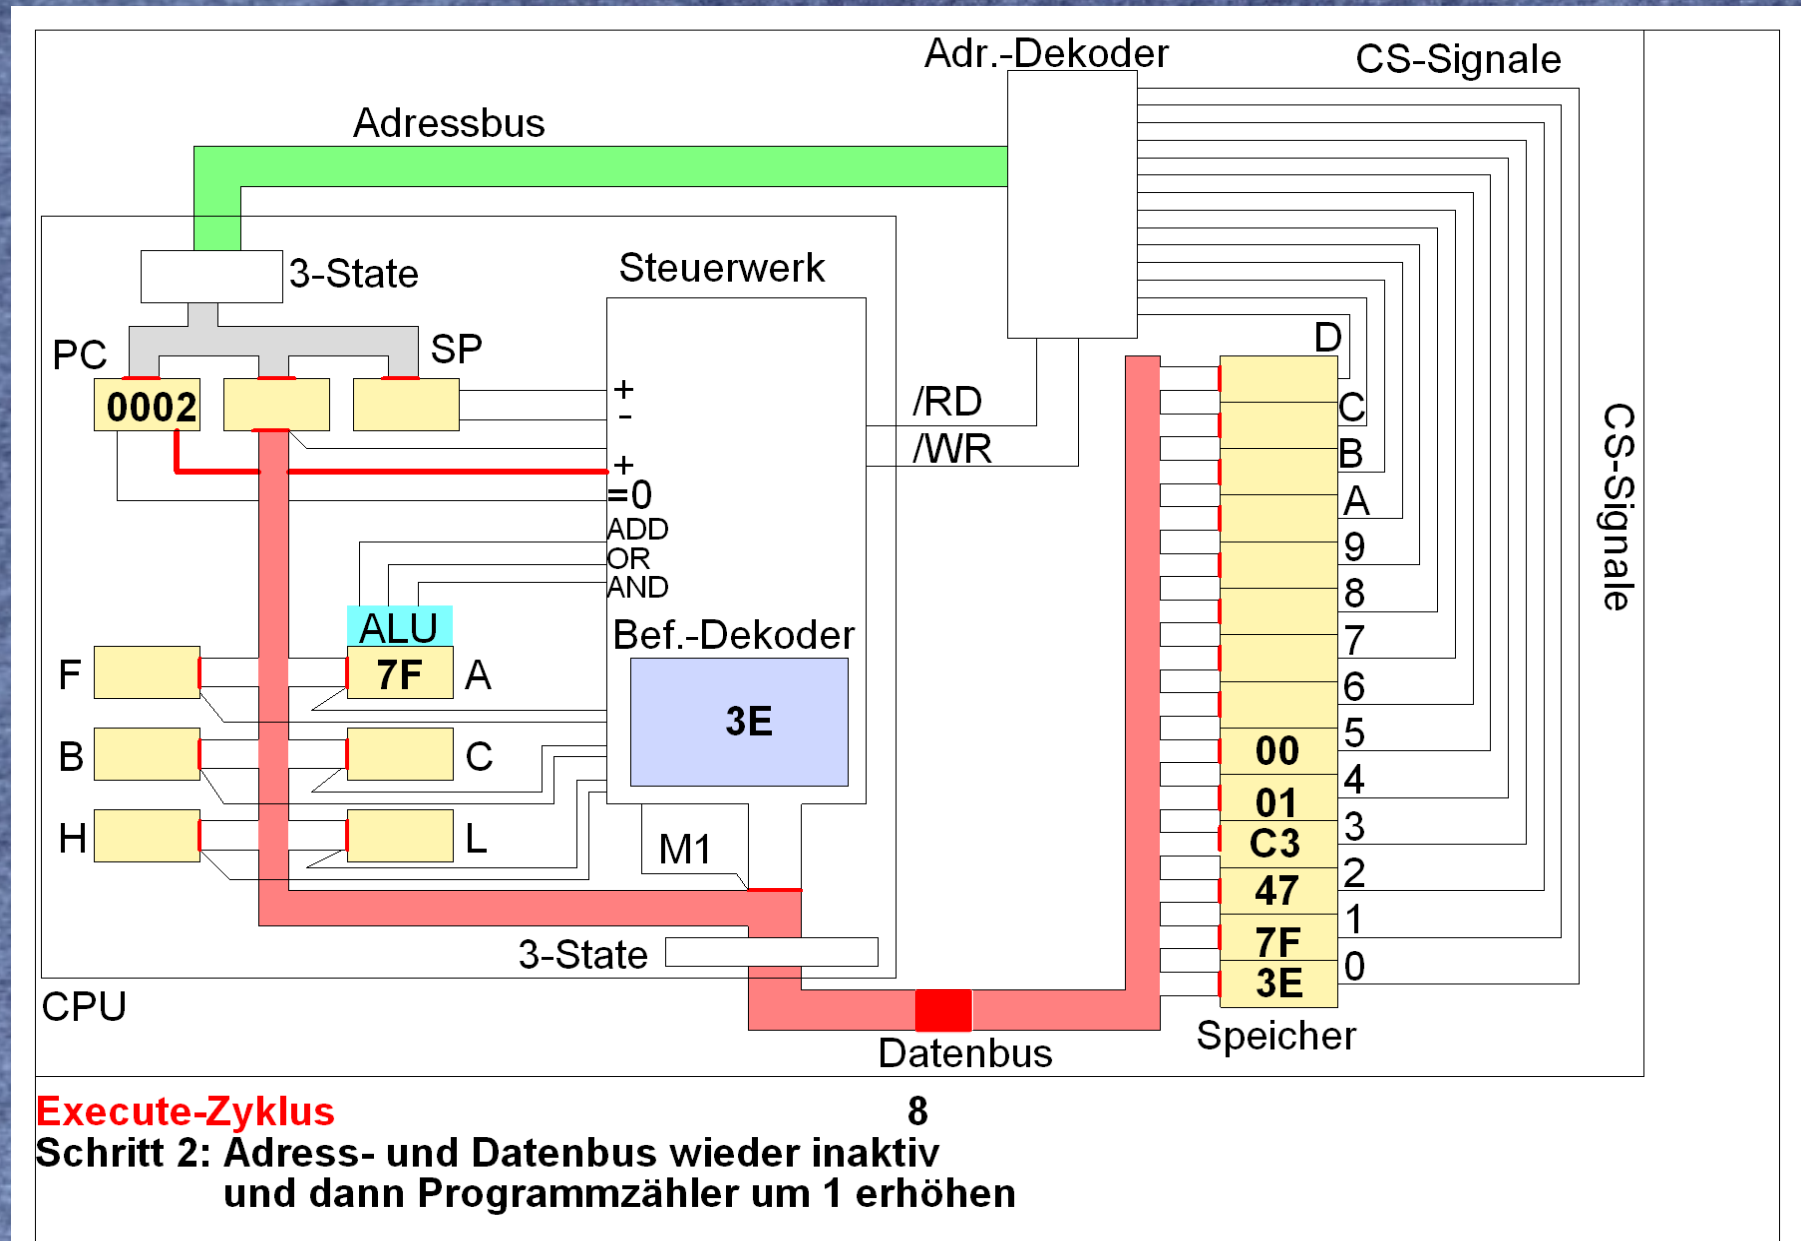 Adr.-Dekoder
CS-Signale
Adressbus
3-State
Steuerwerk
PC
SP
0002
+
-
+
=0
ADD
OR
AND
/RD
/WR
D
C
B
A
9
8
7
6
5
4
3
2
1
0
CS-Signale
ALU
Bef.-Dekoder
F
7F
A
3E
B
C
H
L
M1
00
01
C3
47
7F
3E
3-State
CPU
Datenbus
Speicher
Execute-Zyklus 8
Schritt 2: Adress- und Datenbus wieder inaktiv
und dann Programmzähler um 1 erhöhen